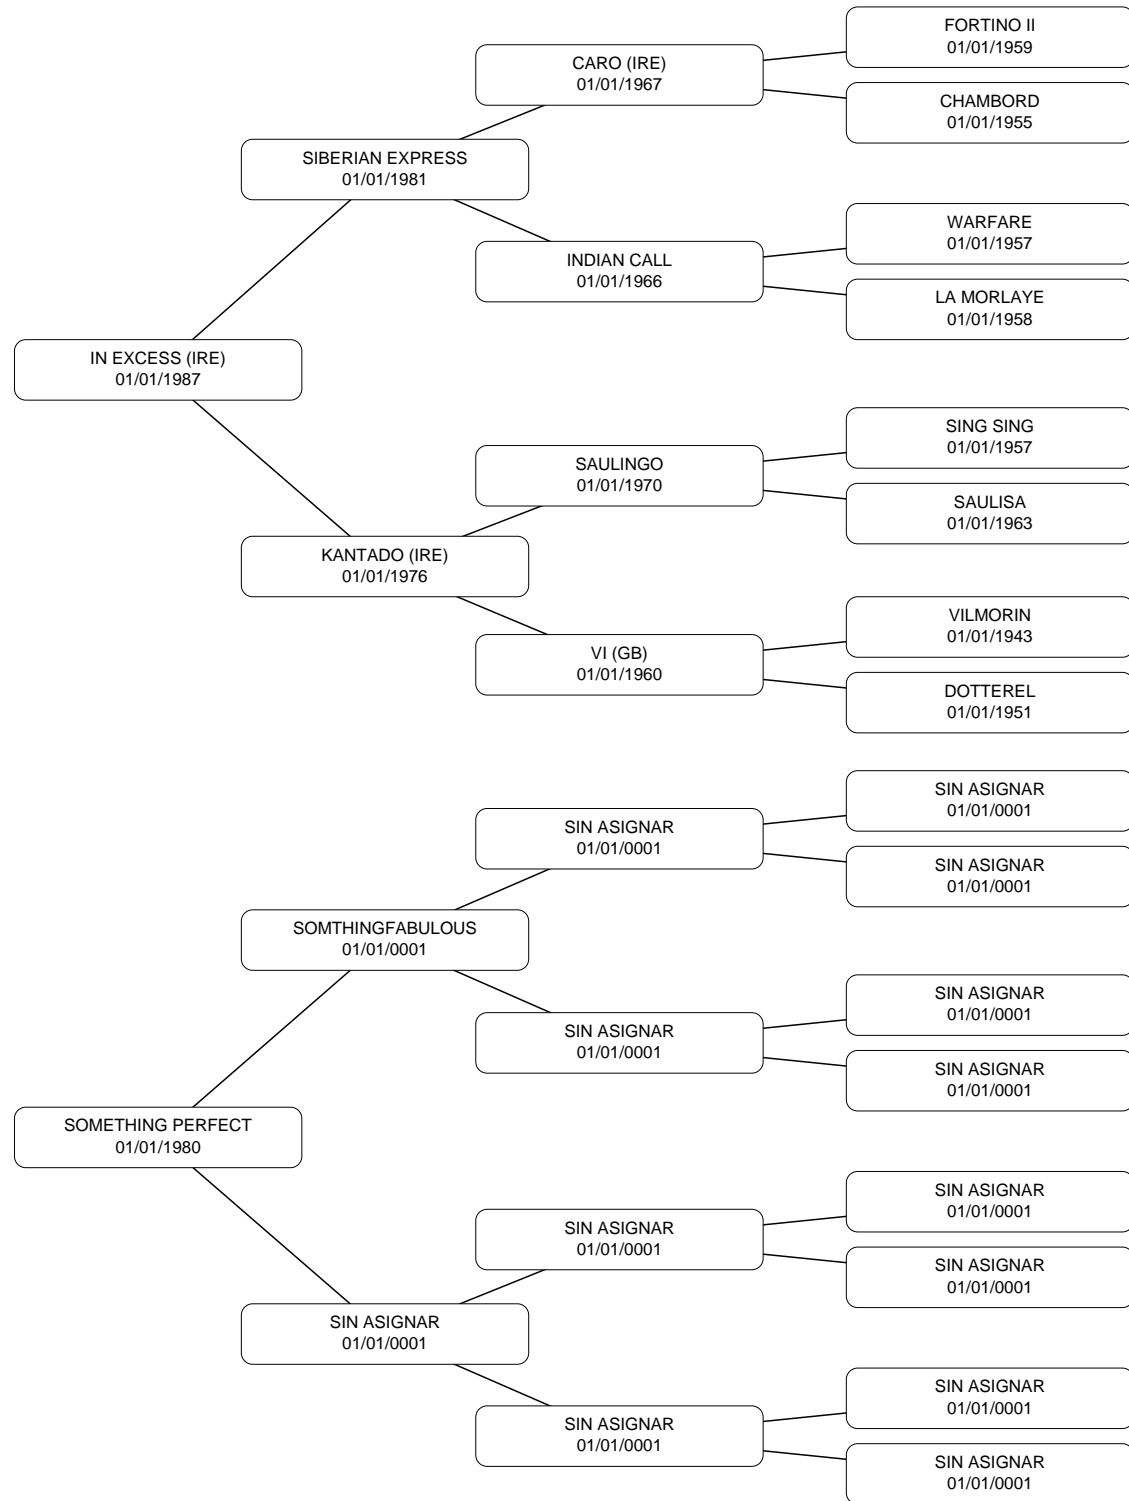 FORTINO II
01/01/1959
CARO (IRE)
01/01/1967
CHAMBORD
01/01/1955
SIBERIAN EXPRESS
01/01/1981
WARFARE
01/01/1957
INDIAN CALL
01/01/1966
LA MORLAYE
01/01/1958
IN EXCESS (IRE)
01/01/1987
SING SING
01/01/1957
SAULINGO
01/01/1970
SAULISA
01/01/1963
KANTADO (IRE)
01/01/1976
VILMORIN
01/01/1943
VI (GB)
01/01/1960
DOTTEREL
01/01/1951
SIN ASIGNAR
01/01/0001
SIN ASIGNAR
01/01/0001
SIN ASIGNAR
01/01/0001
SOMTHINGFABULOUS
01/01/0001
SIN ASIGNAR
01/01/0001
SIN ASIGNAR
01/01/0001
SIN ASIGNAR
01/01/0001
SOMETHING PERFECT
01/01/1980
SIN ASIGNAR
01/01/0001
SIN ASIGNAR
01/01/0001
SIN ASIGNAR
01/01/0001
SIN ASIGNAR
01/01/0001
SIN ASIGNAR
01/01/0001
SIN ASIGNAR
01/01/0001
SIN ASIGNAR
01/01/0001